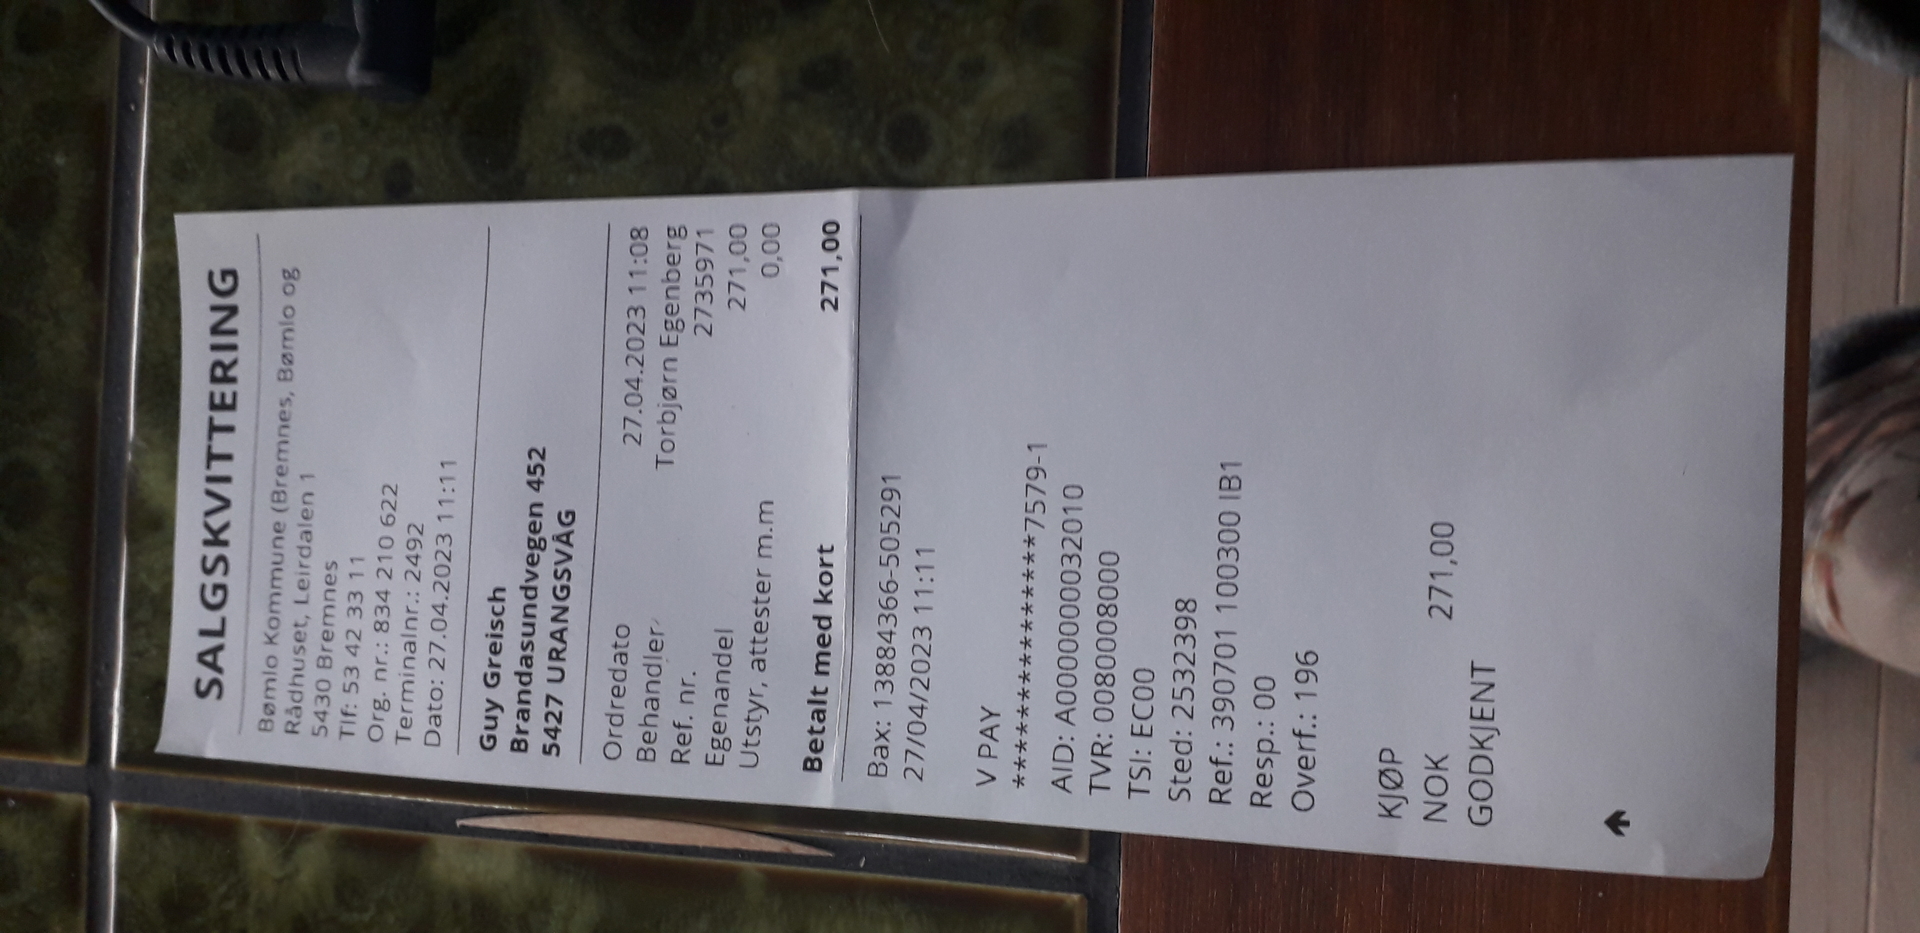 SALGSKVITTERING
Bømlo Kommune (Bremnes, Bømlo og
Rådhuset, Leirdalen 1
5430 Bremnes
Tlf: 53 42 33 11
Org. nr.: 834 210 622
Terminalnr.: 2492
Dato: 27.04.2023 11:11
Guy Greisch
Brandasundvegen 452
5427 URANGSVÅG
Ordredato 27.04.2023 11:08
Behandler Torbjørn Egenberg
Ref. nr. 2735971
Egenandel 271,00
Utstyr, attester m.m 0,00
Betalt med kort 271,00
Bax: 13884366-505291
27/04/2023 11:11
V PAY
******************7579-1
AID: A0000000032010
TVR: 0080008000
TSI: EC00
Sted: 2532398
Ref.: 390701 100300 IB1
Resp.: 00
Overf.: 196
KJØP
NOK 271,00
GODKJENT